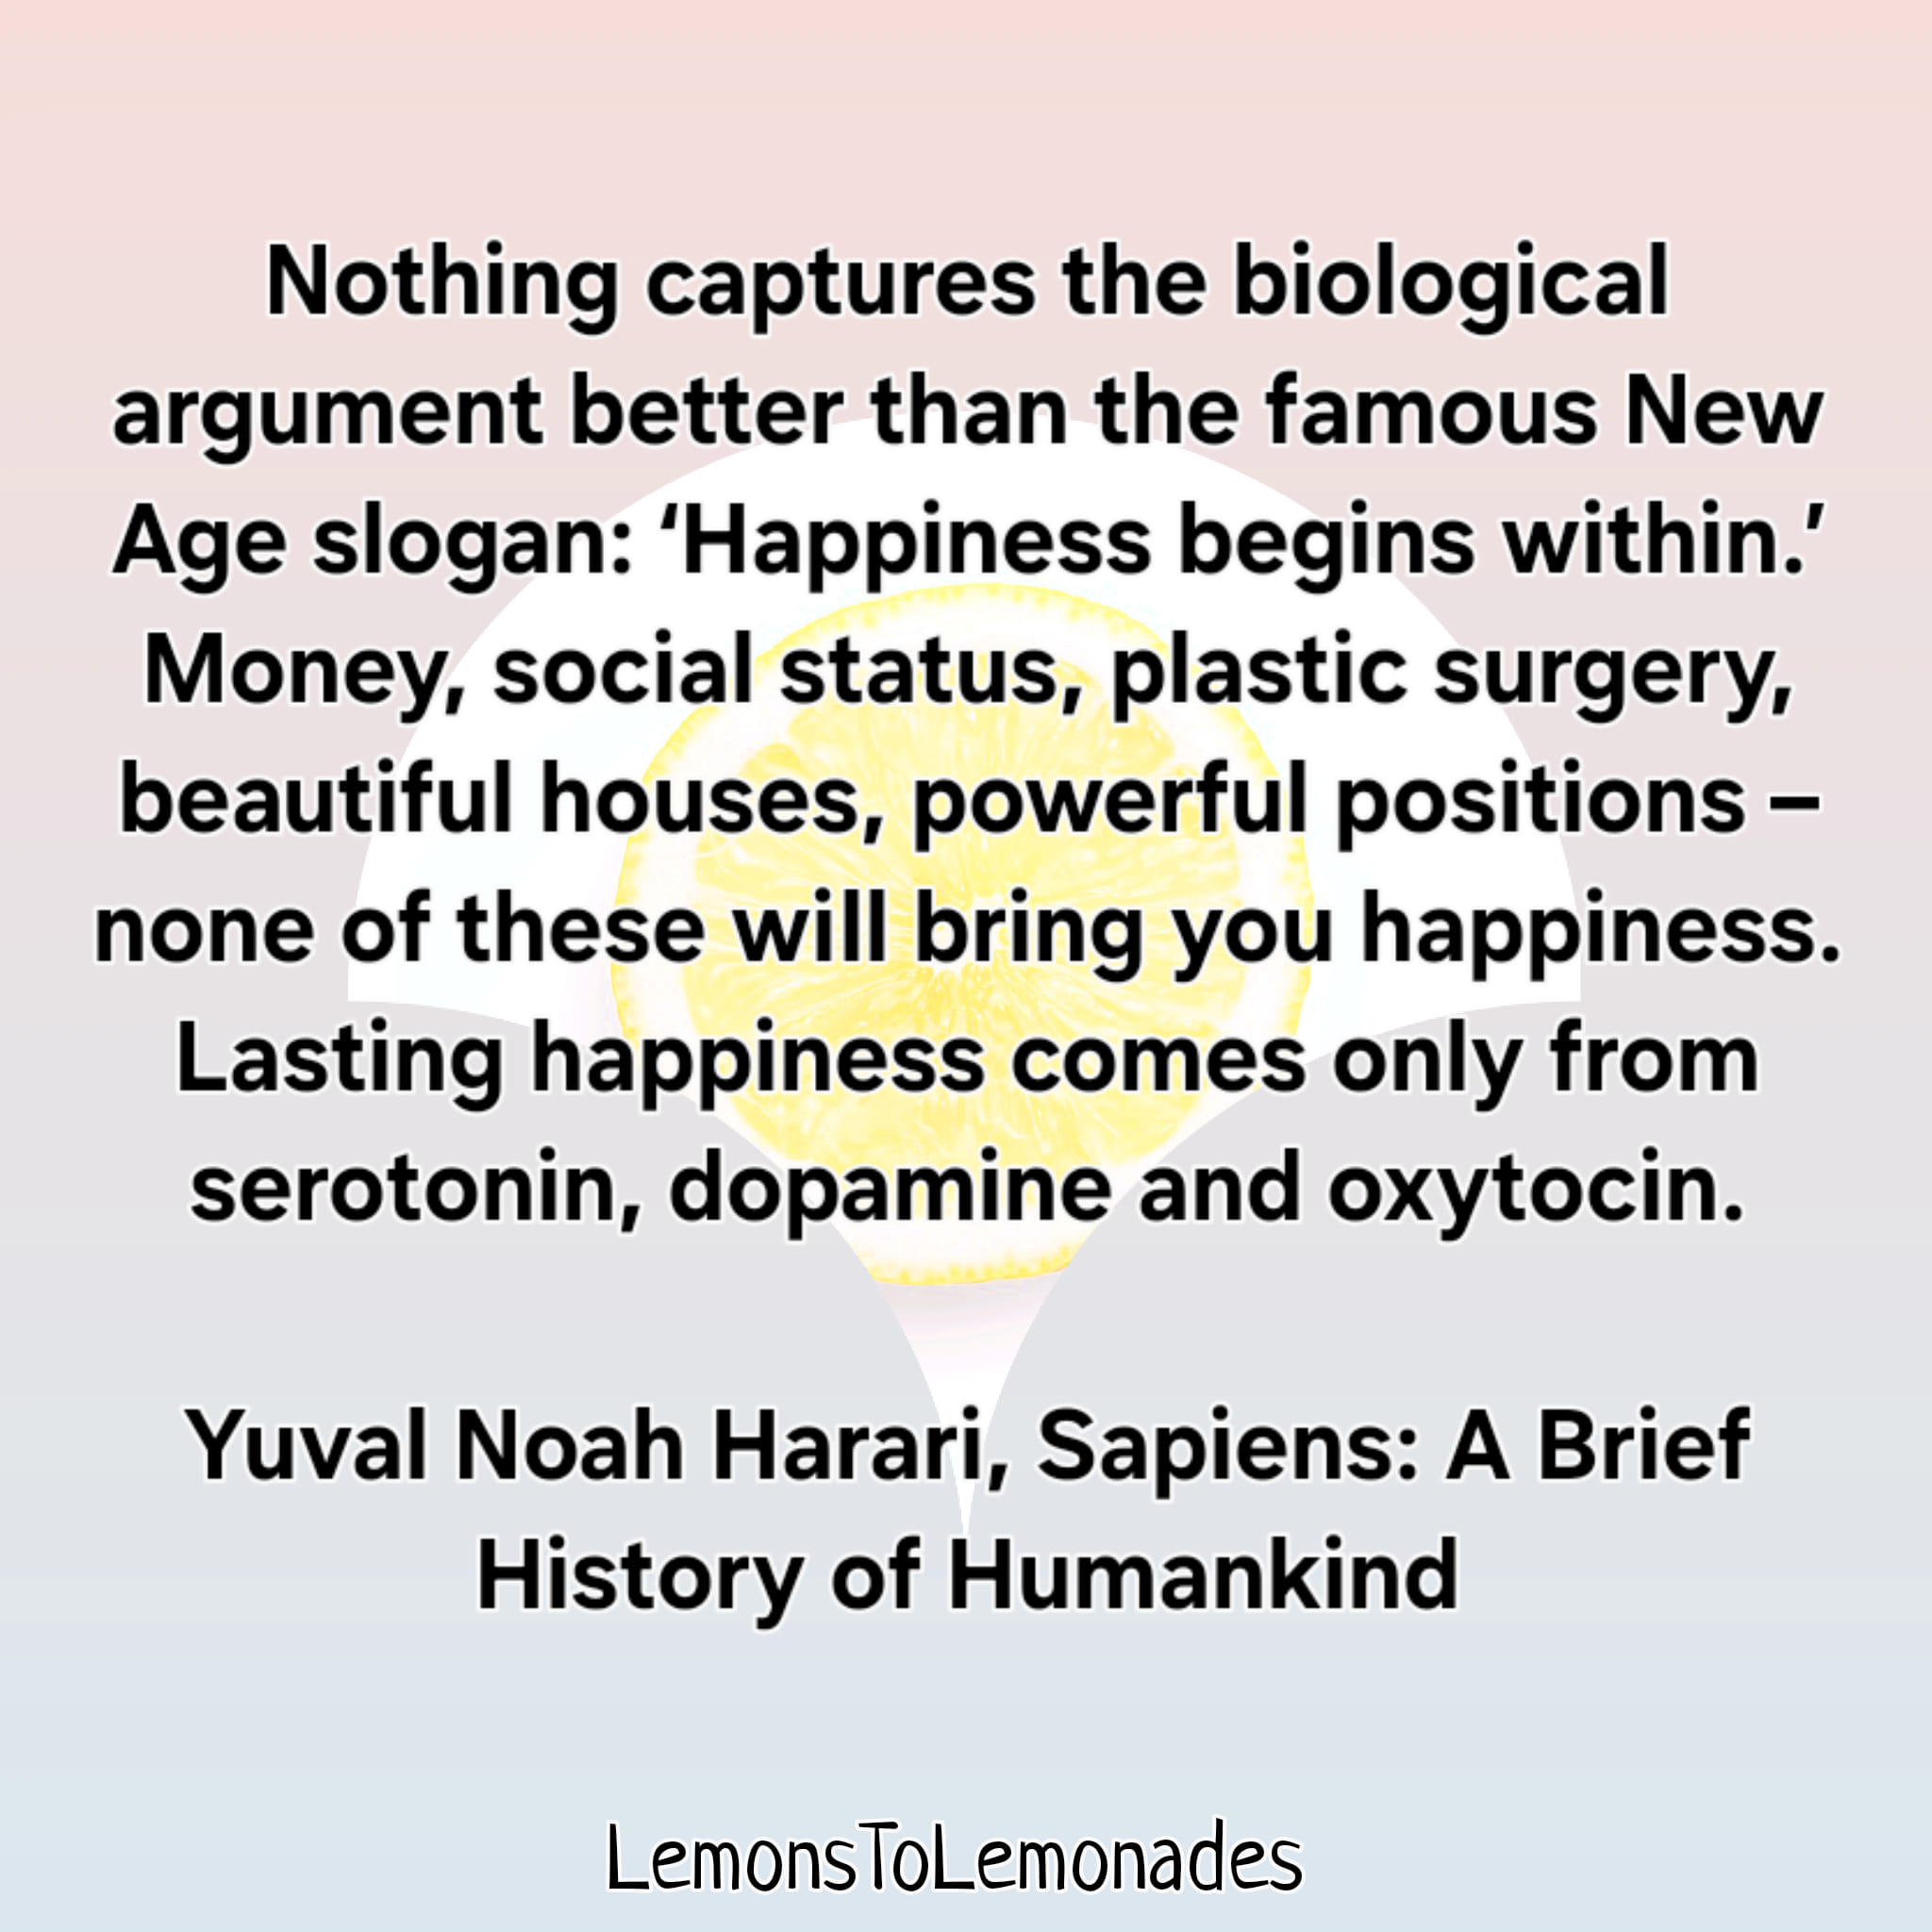 Nothing captures the biological
argument better than the famous New
Age slogan: ‘Happiness begins within.’
Money, social status, plastic surgery,
beautiful houses, powerful positions –
none of these will bring you happiness.
Lasting happiness comes only from
serotonin, dopamine and oxytocin.
Yuval Noah Harari, Sapiens: A Brief
History of Humankind
LemonsToLemonades